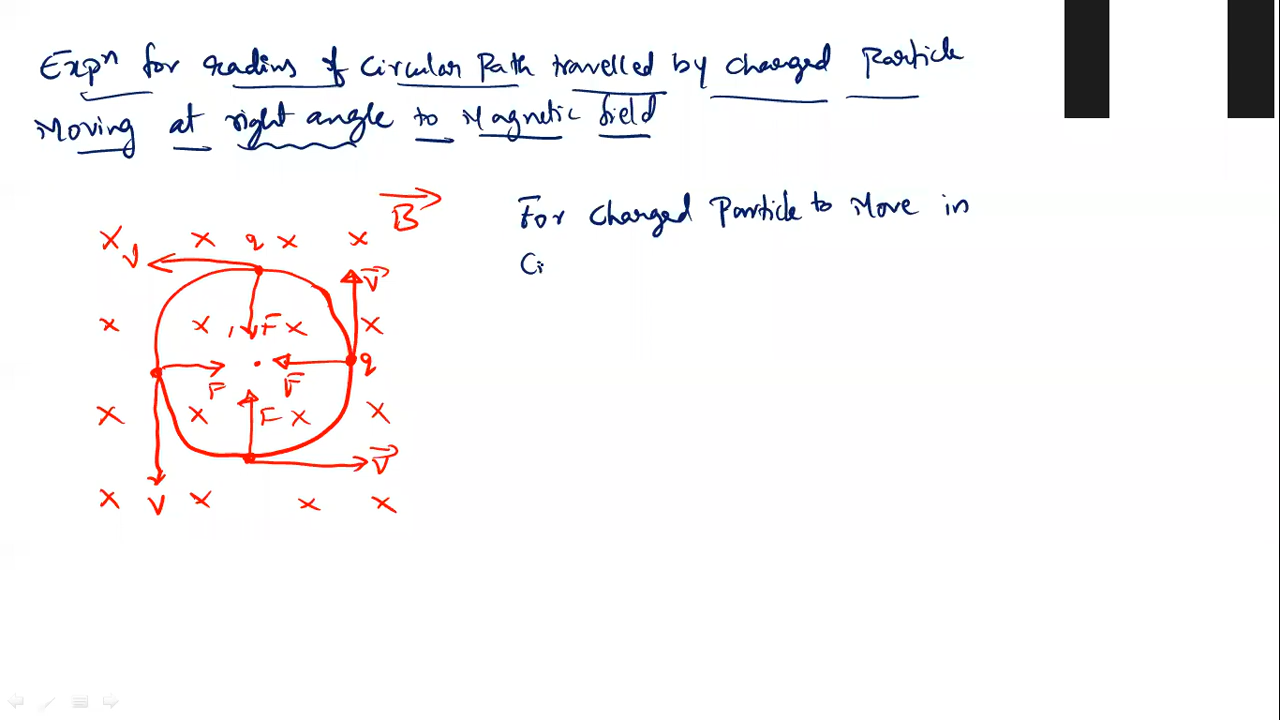 Expⁿ for radius of Circular Path travelled by charged Particle
Moving at right angle to Magnetic field
B
For charged Particle to Move in
Ci
x x q x x
V
V
x x F x x
F F q
x x F x x
V
x V x x x